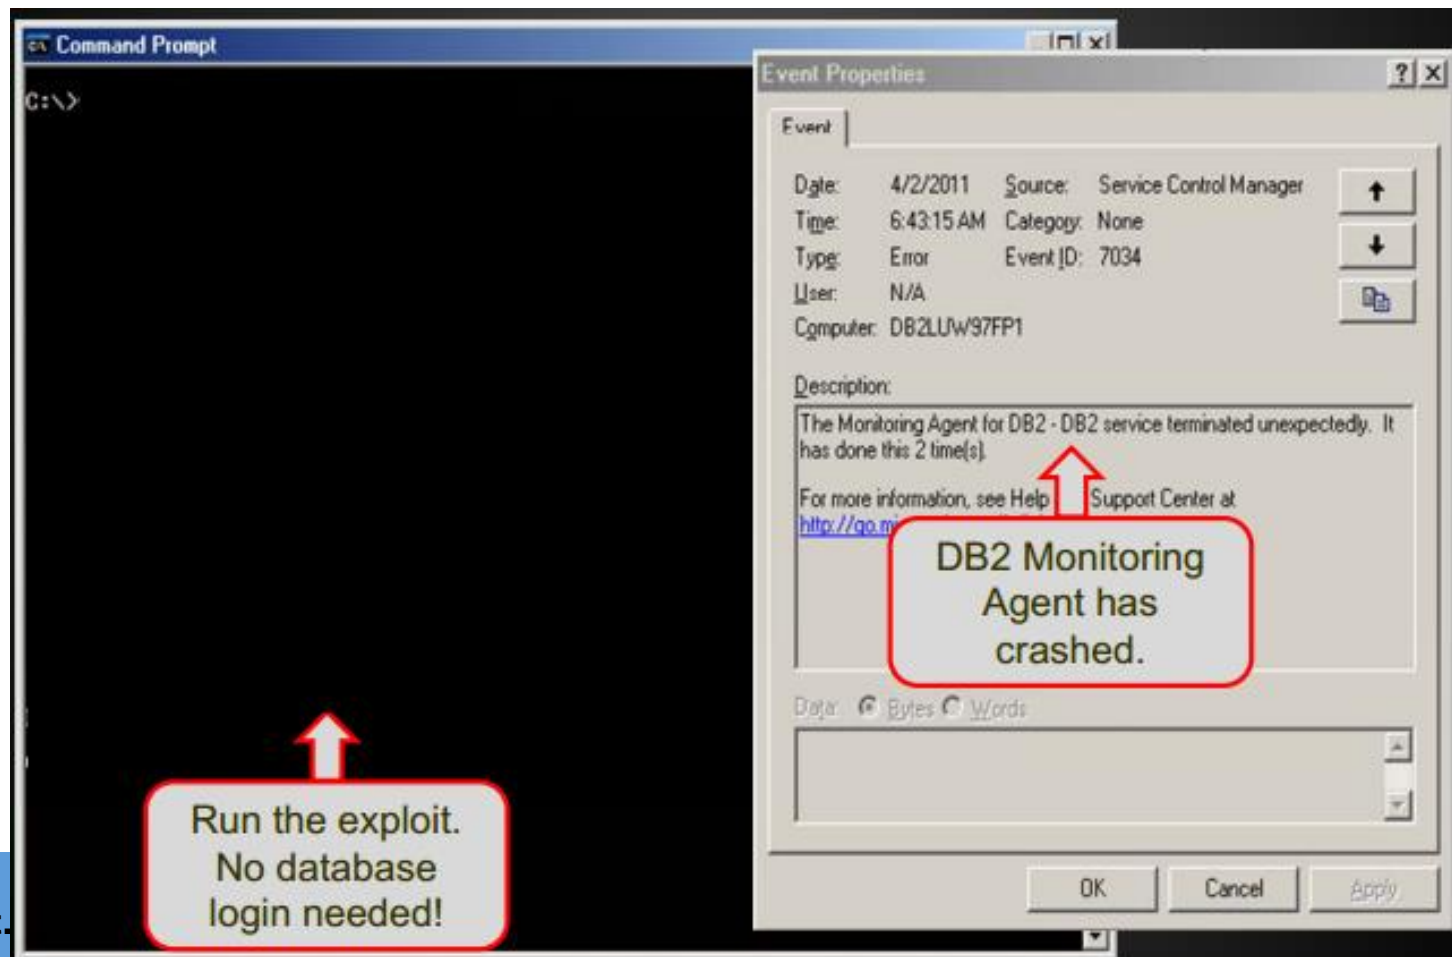 Command Prompt
C:\>
Run the exploit.
No database
login needed!
Event Properties
Event
Date: 4/2/2011 Source: Service Control Manager
Time: 6:43:15 AM Category: None
Type: Error Event ID: 7034
User: N/A
Computer: DB2LUW97FP1
Description:
The Monitoring Agent for DB2 - DB2 service terminated unexpectedly. It
has done this 2 time(s).
For more information, see Help Support Center at
http://go.
DB2 Monitoring
Agent has
crashed.
Data: Bytes Words
OK Cancel Apply